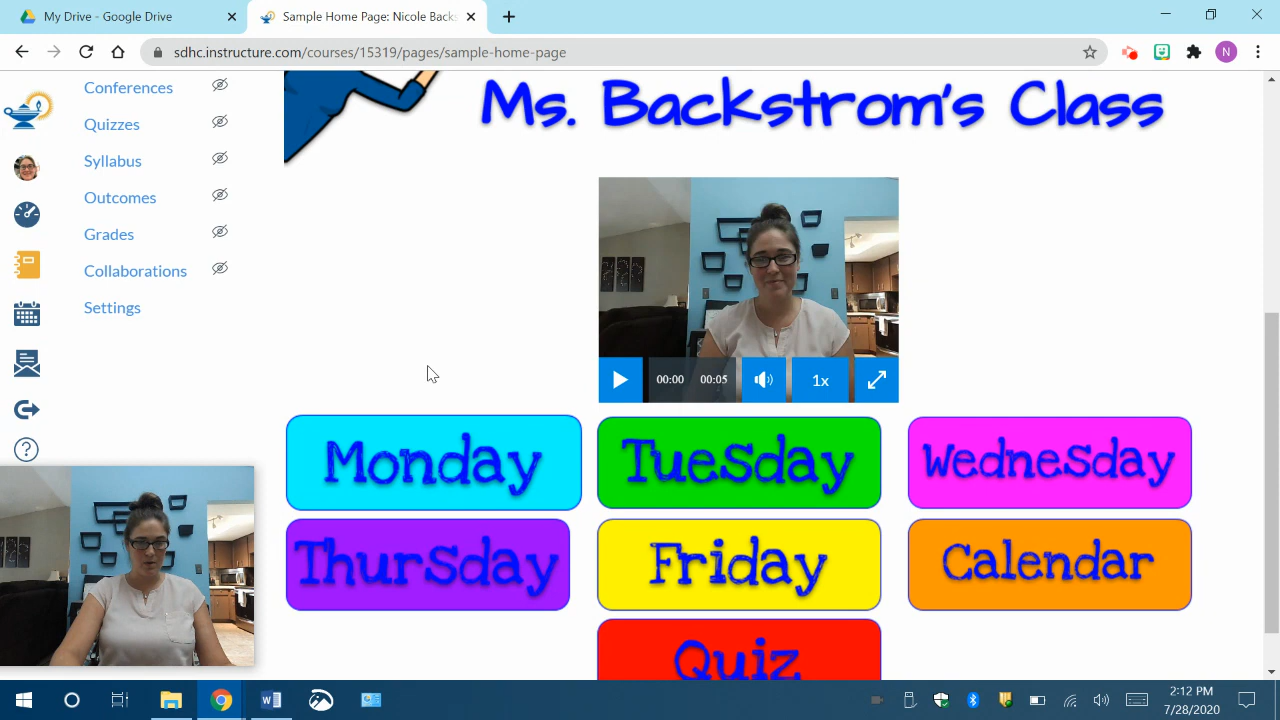 My Drive - Google Drive
Sample Home Page: Nicole Backs
sdhc.instructure.com/courses/15319/pages/sample-home-page
N
Conferences
Quizzes
Syllabus
Outcomes
Grades
Collaborations
Settings
Ms. Backstrom's Class
00:00 00:05 1x
Monday Tuesday Wednesday
Thursday Friday Calendar
Quiz
2:12 PM
7/28/2020